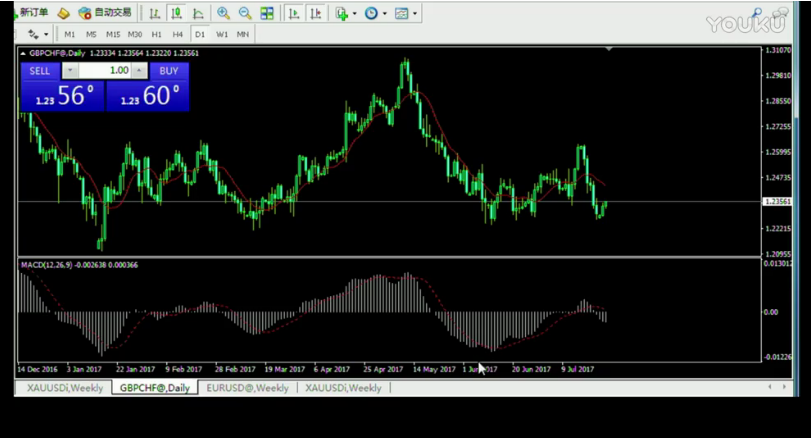 新订单 自动交易
YOUKU
M1 M5 M15 M30 H1 H4 D1 W1 MN
GBPCHF@,Daily 1.23334 1.23564 1.23220 1.23561
SELL 1.00 BUY
1.23 56 0 1.23 60 0
1.31070
1.29810
1.28550
1.27255
1.25995
1.24735
1.23561
1.22215
1.20955
MACD(12,26,9) -0.002638 0.000366
0.013012
0.00
-0.01226
14 Dec 2016 3 Jan 2017 22 Jan 2017 9 Feb 2017 28 Feb 2017 19 Mar 2017 6 Apr 2017 25 Apr 2017 14 May 2017 1 Jun 2017 20 Jun 2017 9 Jul 2017
XAUUSDi,Weekly GBPCHF@,Daily EURUSD@,Weekly XAUUSDi,Weekly